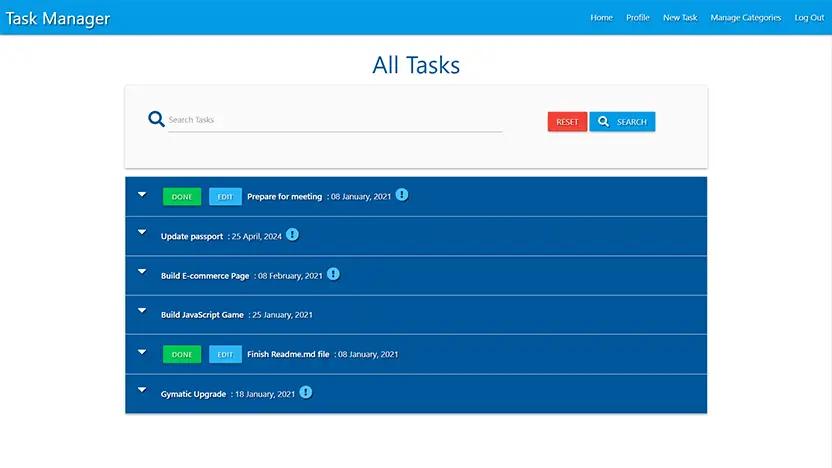 Task Manager Home Profile New Task Manage Categories Log Out
All Tasks
Search Tasks RESET SEARCH
DONE EDIT Prepare for meeting : 08 January, 2021
Update passport : 25 April, 2024
Build E-commerce Page : 08 February, 2021
Build JavaScript Game : 25 January, 2021
DONE EDIT Finish Readme.md file : 08 January, 2021
Gymatic Upgrade : 18 January, 2021